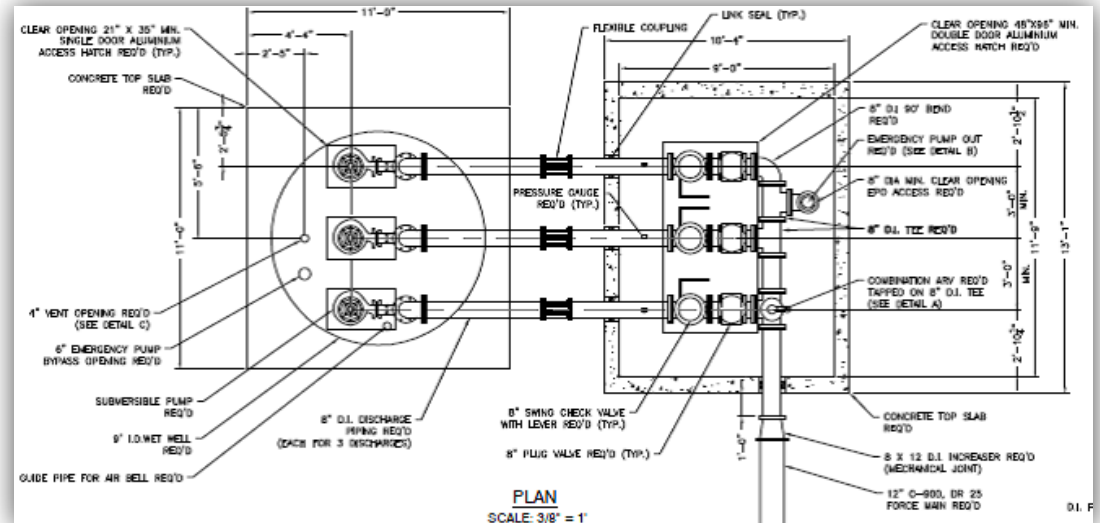 11'-0"
4'-4"
2'-5"
CLEAR OPENING 21" X 35" MIN.
SINGLE DOOR ALUMINUM
ACCESS HATCH REQ'D (TYP.)
CONCRETE TOP SLAB
REQ'D
5'-6"
11'-0"
4" VENT OPENING REQ'D
(SEE DETAIL C)
6" EMERGENCY PUMP
BYPASS OPENING REQ'D
SUBMERSIBLE PUMP
REQ'D
9' I.D.WET WELL
REQ'D
GUIDE PIPE FOR AIR BELL REQ'D
8" D.I. DISCHARGE
PIPING REQ'D
(EACH FOR 3 DISCHARGES)
FLEXIBLE COUPLING
LINK SEAL (TYP.)
10'-4"
9'-0"
PRESSURE GAUGE
REQ'D (TYP.)
8" SWING CHECK VALVE
WITH LEVER REQ'D (TYP.)
8" PLUG VALVE REQ'D (TYP.)
1'-0"
CLEAR OPENING 48"X96" MIN.
DOUBLE DOOR ALUMINIUM
ACCESS HATCH REQ'D
8" D.I 90° BEND
REQ'D
EMERGENCY PUMP OUT
REQ'D (SEE DETAIL B)
8" DIA MIN. CLEAR OPENING
EPO ACCESS REQ'D
8" D.I. TEE REQ'D
COMBINATION ARV REQ'D
TAPPED ON 8" D.I. TEE
(SEE DETAIL A)
2'-10½"
3'-0"
MIN.
3'-0"
MIN.
2'-10½"
11'-9"
13'-1"
CONCRETE TOP SLAB
REQ'D
8 X 12 D.I. INCREASER REQ'D
(MECHANICAL JOINT)
12" C-900, DR 25
FORCE MAIN REQ'D
PLAN
SCALE: 3/8" = 1'
D.I.